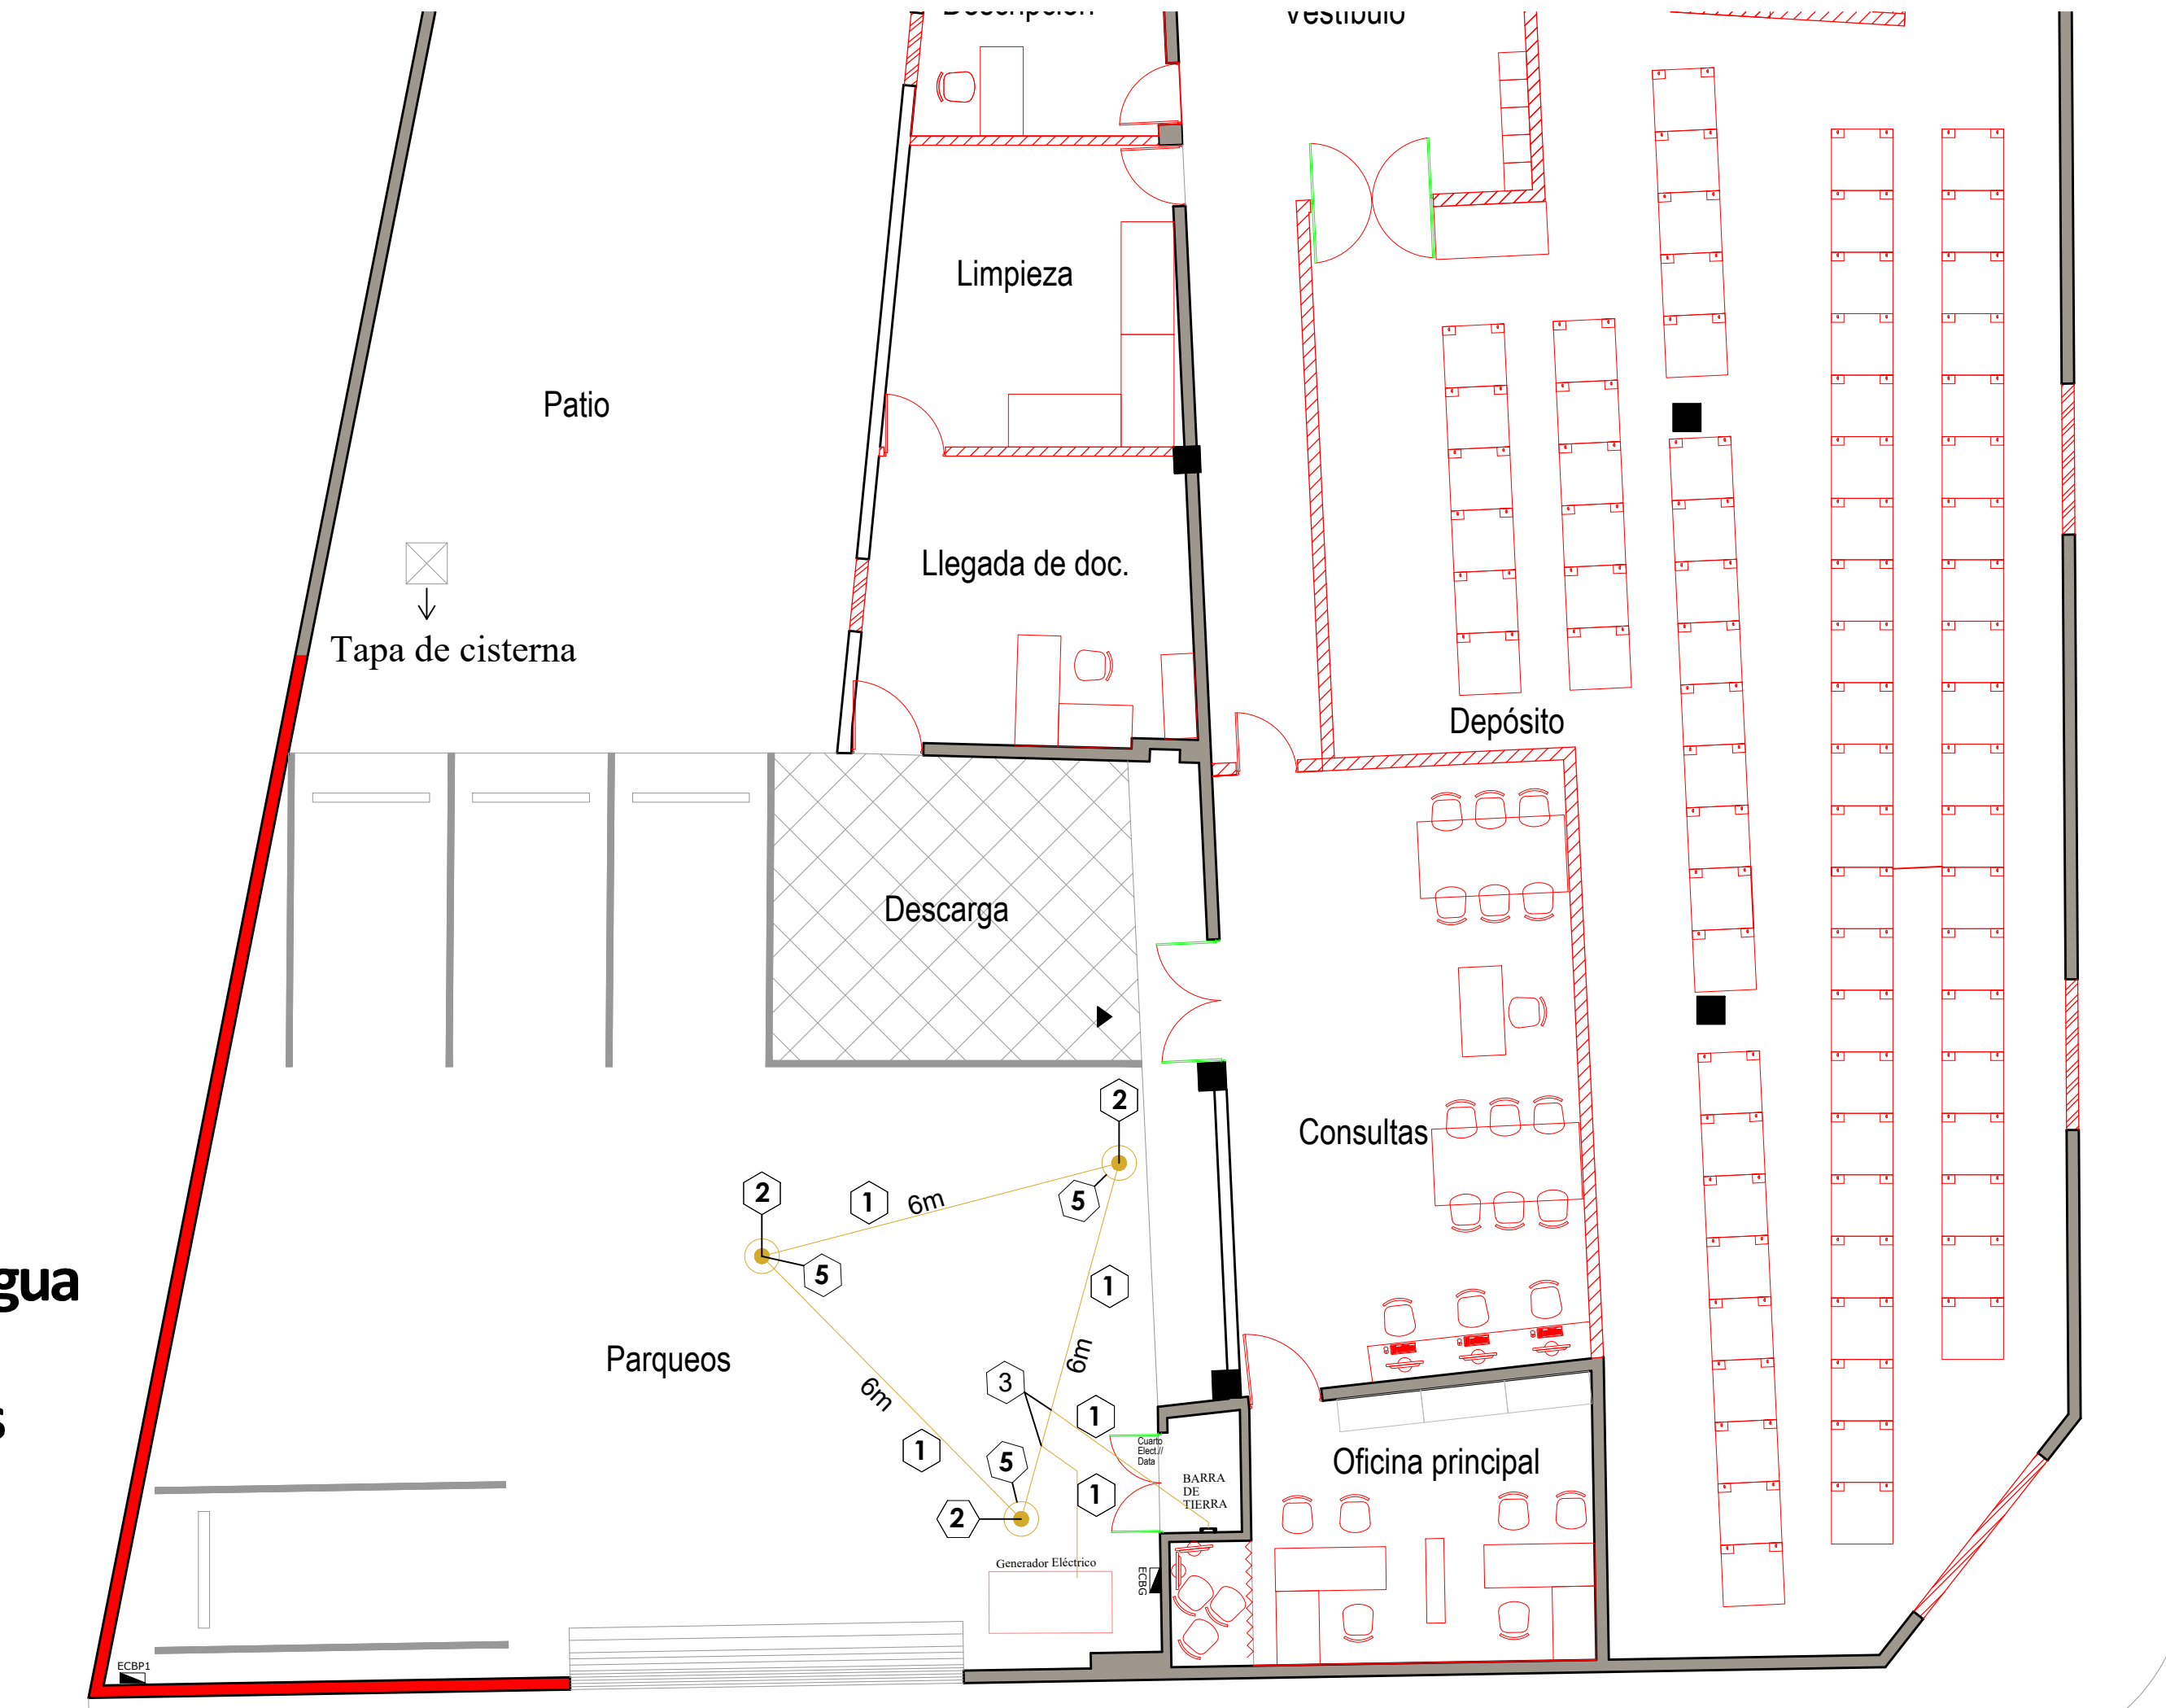 Vestíbulo
Limpieza
Patio
Llegada de doc.
Tapa de cisterna
Depósito
Descarga
2
Consultas
2
1
6m
5
5
1
gua
Parqueos
6m
3
6m
1
s
1
Cuarto
Elect.//
Data
5
Oficina principal
BARRA
DE
TIERRA
1
2
Generador Eléctrico
ECBG
ECBP1